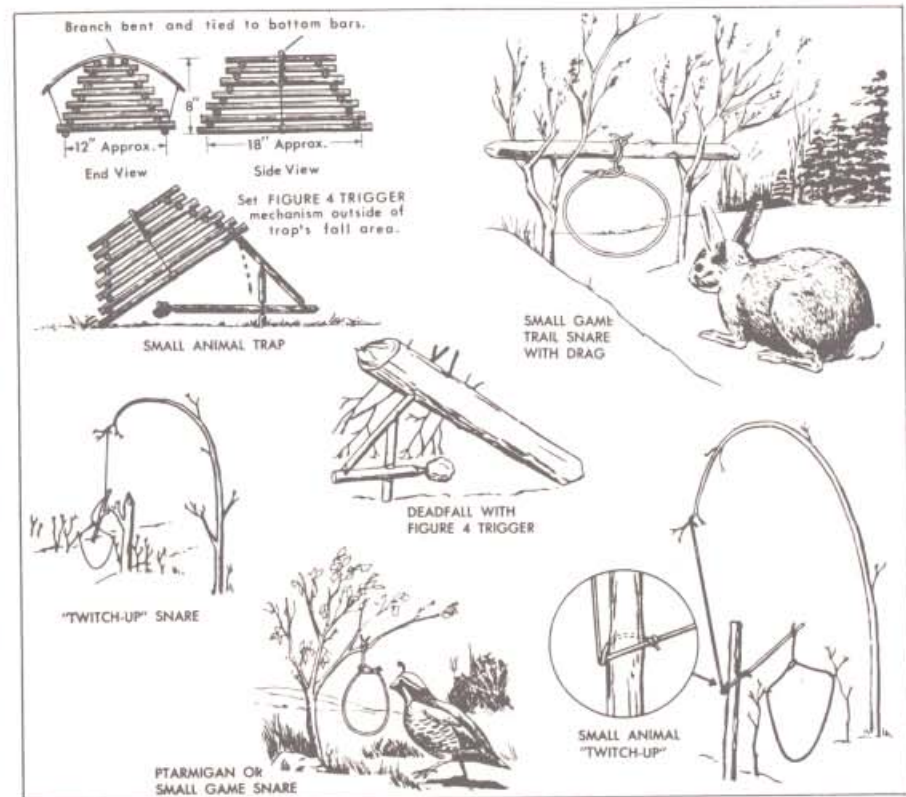 Branch bent and tied to bottom bars.
8"
12" Approx.
18" Approx.
End View
Side View
Set FIGURE 4 TRIGGER
mechanism outside of
trap's fall area.
SMALL ANIMAL TRAP
SMALL GAME
TRAIL SNARE
WITH DRAG
DEADFALL WITH
FIGURE 4 TRIGGER
"TWITCH-UP" SNARE
PTARMIGAN OR
SMALL GAME SNARE
SMALL ANIMAL
"TWITCH-UP"